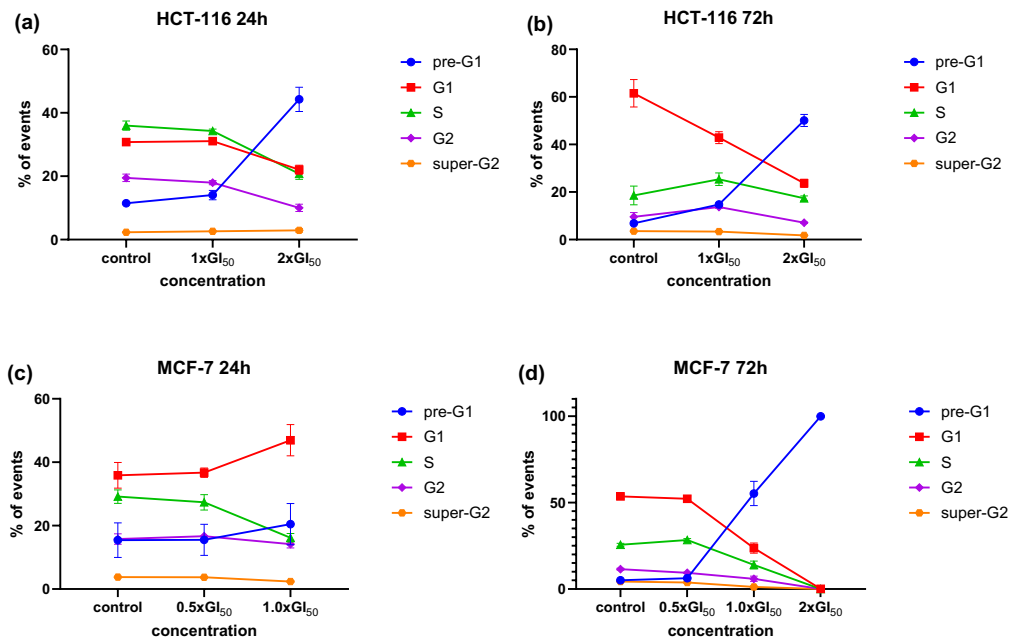 (a)
HCT-116 24h
60
40
20
0
% of events
control 1xGI₅₀ 2xGI₅₀
concentration
pre-G1
G1
S
G2
super-G2
(b)
HCT-116 72h
80
60
40
20
0
% of events
control 1xGI₅₀ 2xGI₅₀
concentration
pre-G1
G1
S
G2
super-G2
(c)
MCF-7 24h
60
40
20
0
% of events
control 0.5xGI₅₀ 1.0xGI₅₀
concentration
pre-G1
G1
S
G2
super-G2
(d)
MCF-7 72h
100
50
0
% of events
control 0.5xGI₅₀ 1.0xGI₅₀ 2xGI₅₀
concentration
pre-G1
G1
S
G2
super-G2